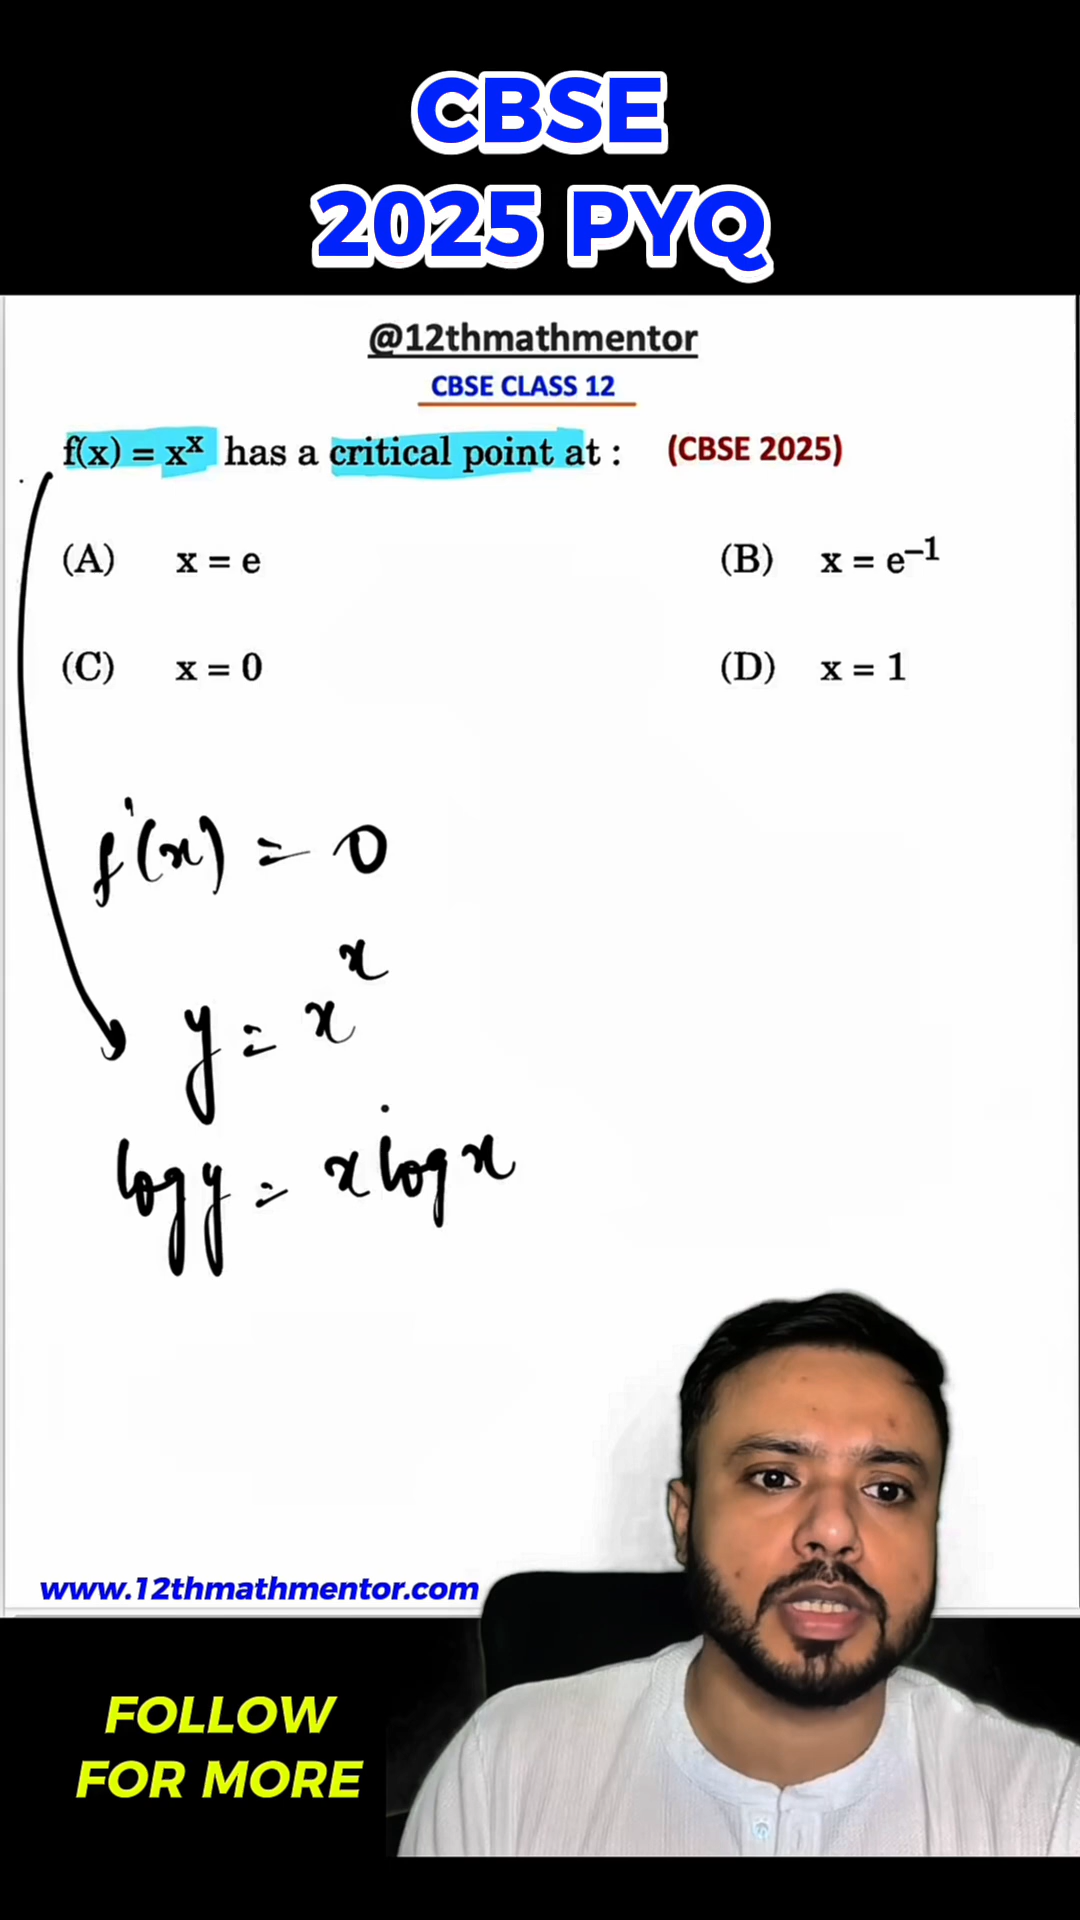 CBSE
2025 PYQ
@12thmathmentor
CBSE CLASS 12
f(x) = xˣ has a critical point at : (CBSE 2025)
(A) x = e (B) x = e⁻¹
(C) x = 0 (D) x = 1
f'(x) = 0
y = xˣ
log y = x log x
www.12thmathmentor.com
FOLLOW
FOR MORE